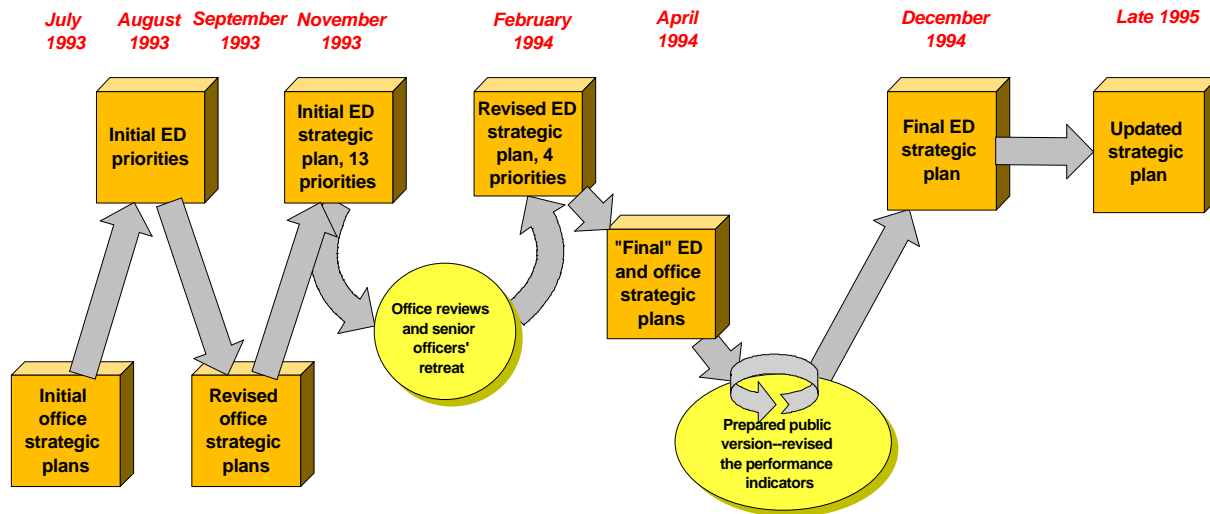 July
1993
August
1993
September
1993
November
1993
February
1994
April
1994
December
1994
Late 1995
Initial ED
priorities
Initial ED
strategic
plan, 13
priorities
Revised ED
strategic
plan, 4
priorities
Final ED
strategic
plan
Updated
strategic
plan
"Final" ED
and office
strategic
plans
Office reviews
and senior
officers'
retreat
Initial
office
strategic
plans
Revised
office
strategic
plans
Prepared public
version--revised
the performance
indicators